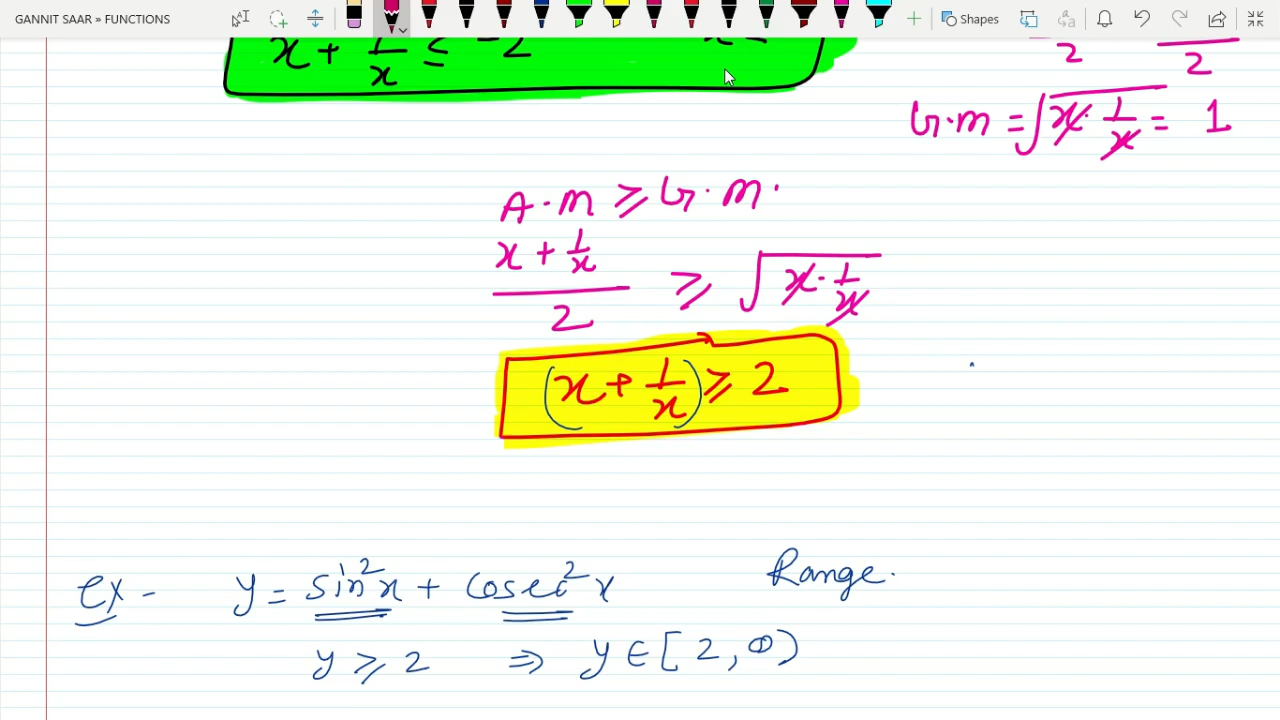 GANNIT SAAR » FUNCTIONS
Shapes
x + 1/x ≤ -2
2 2
G.M = √(x · 1/x) = 1
A.M ≥ G.M.
(x + 1/x)/2 ≥ √(x · 1/x)
(x + 1/x) ≥ 2
Ex - y = sin²x + cosec²x Range.
y ≥ 2 ⇒ y ∈ [2, ∞)